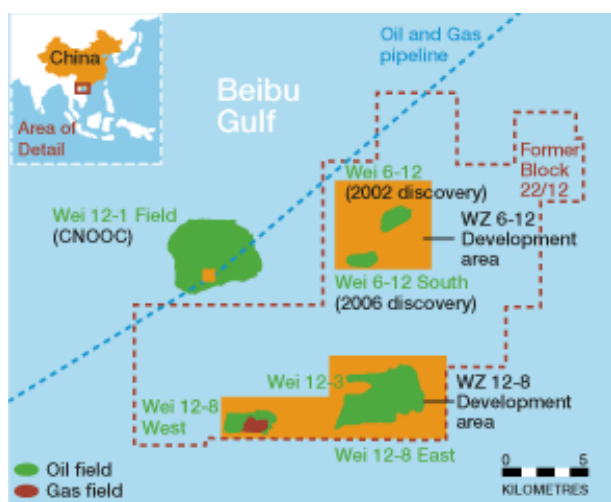 China
Area of
Detail
Oil and Gas
pipeline
Beibu
Gulf
Former
Block
22/12
Wei 6-12
(2002 discovery)
Wei 12-1 Field
(CNOOC)
WZ 6-12
Development
area
Wei 6-12 South
(2006 discovery)
Wei 12-3
WZ 12-8
Development
area
Wei 12-8
West
Wei 12-8 East
Oil field
Gas field
0 5
KILOMETRES